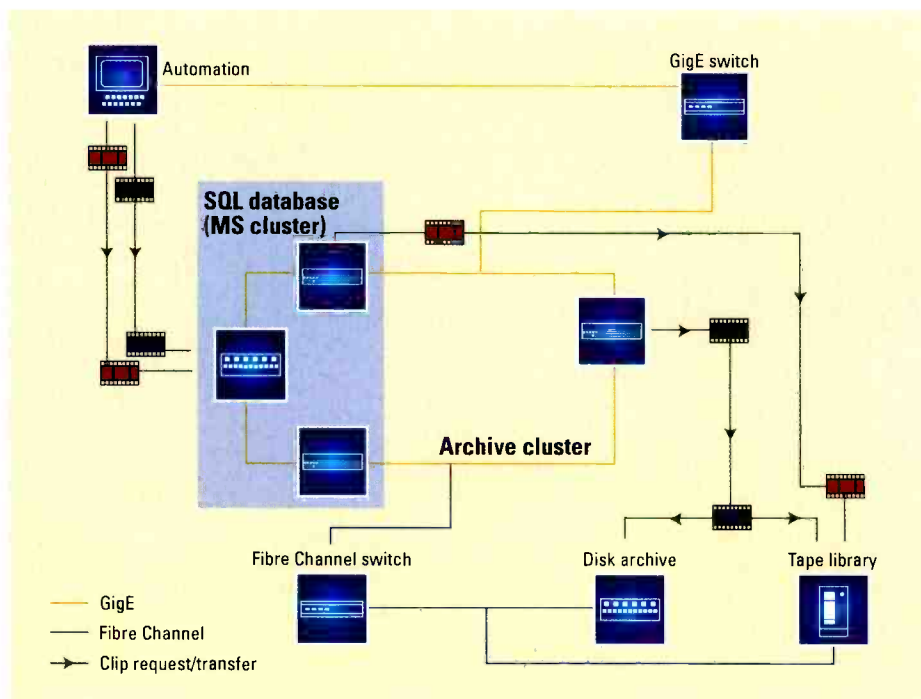 Automation
GigE switch
SQL database
(MS cluster)
Archive cluster
Fibre Channel switch
Disk archive
Tape library
GigE
Fibre Channel
Clip request/transfer